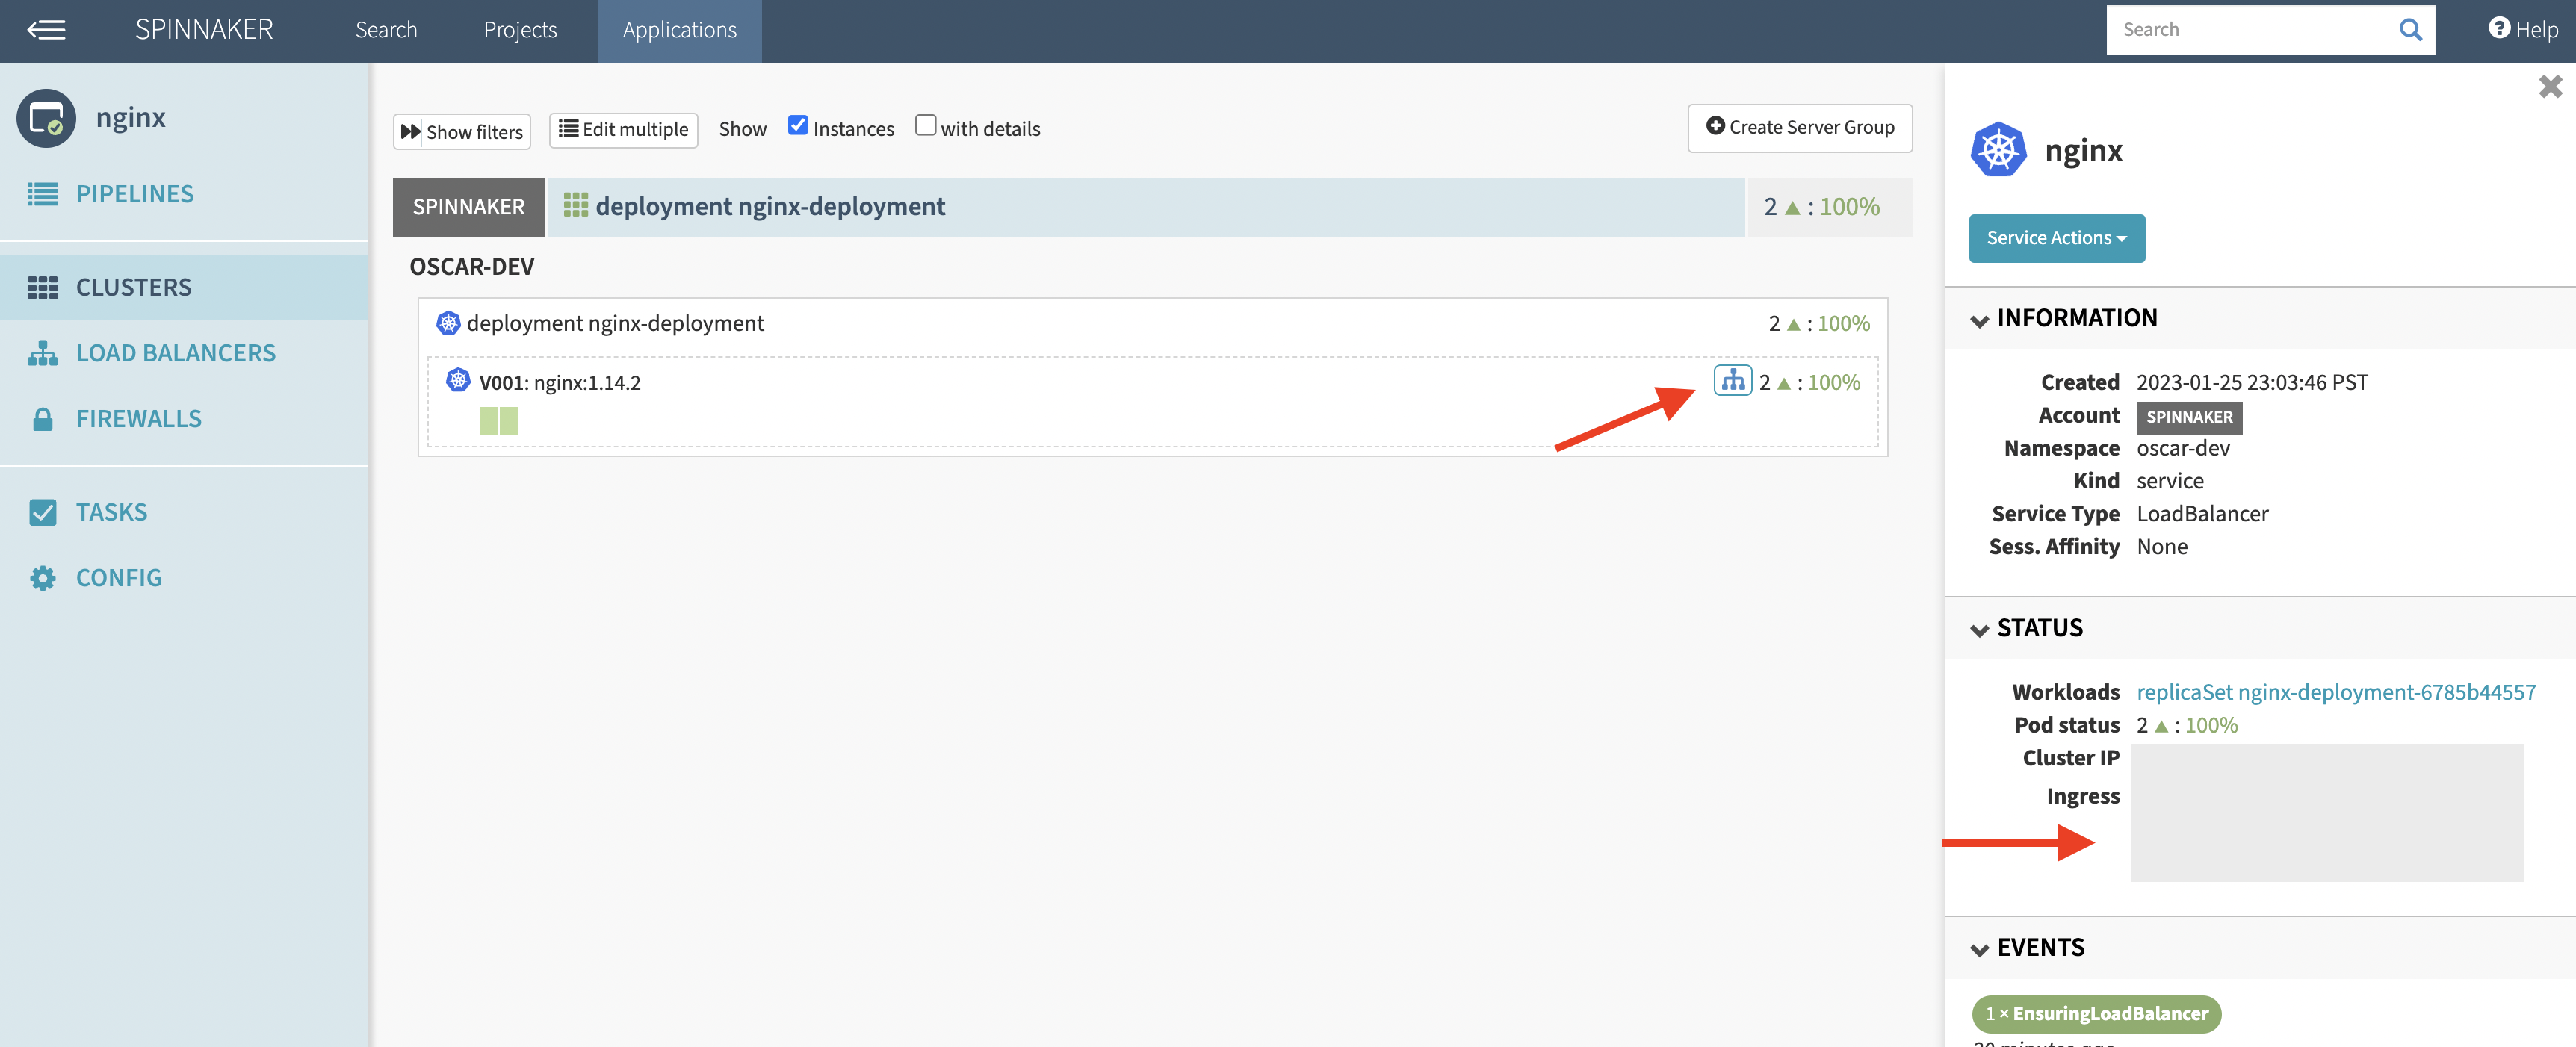 SPINNAKER Search Projects Applications Search Help
nginx
PIPELINES
CLUSTERS
LOAD BALANCERS
FIREWALLS
TASKS
CONFIG
Show filters Edit multiple Show Instances with details Create Server Group
SPINNAKER deployment nginx-deployment 2 ▲ : 100%
OSCAR-DEV
deployment nginx-deployment 2 ▲ : 100%
V001: nginx:1.14.2 2 ▲ : 100%
nginx
Service Actions
INFORMATION
Created 2023-01-25 23:03:46 PST
Account SPINNAKER
Namespace oscar-dev
Kind service
Service Type LoadBalancer
Sess. Affinity None
STATUS
Workloads replicaSet nginx-deployment-6785b44557
Pod status 2 ▲ : 100%
Cluster IP
Ingress
EVENTS
1 × EnsuringLoadBalancer